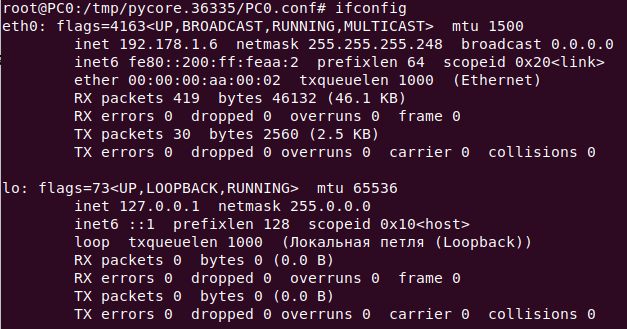 root@PC0:/tmp/pycore.36335/PC0.conf# ifconfig
eth0: flags=4163<UP,BROADCAST,RUNNING,MULTICAST>  mtu 1500
        inet 192.178.1.6  netmask 255.255.255.248  broadcast 0.0.0.0
        inet6 fe80::200:ff:feaa:2  prefixlen 64  scopeid 0x20<link>
        ether 00:00:00:aa:00:02  txqueuelen 1000  (Ethernet)
        RX packets 419  bytes 46132 (46.1 KB)
        RX errors 0  dropped 0  overruns 0  frame 0
        TX packets 30  bytes 2560 (2.5 KB)
        TX errors 0  dropped 0 overruns 0  carrier 0  collisions 0

lo: flags=73<UP,LOOPBACK,RUNNING>  mtu 65536
        inet 127.0.0.1  netmask 255.0.0.0
        inet6 ::1  prefixlen 128  scopeid 0x10<host>
        loop  txqueuelen 1000  (Локальная петля (Loopback))
        RX packets 0  bytes 0 (0.0 B)
        RX errors 0  dropped 0  overruns 0  frame 0
        TX packets 0  bytes 0 (0.0 B)
        TX errors 0  dropped 0 overruns 0  carrier 0  collisions 0